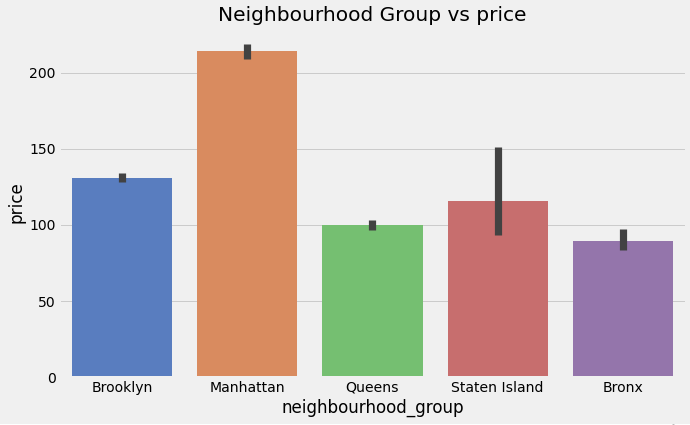 Neighbourhood Group vs price
price
200
150
100
50
0
Brooklyn Manhattan Queens Staten Island Bronx
neighbourhood_group